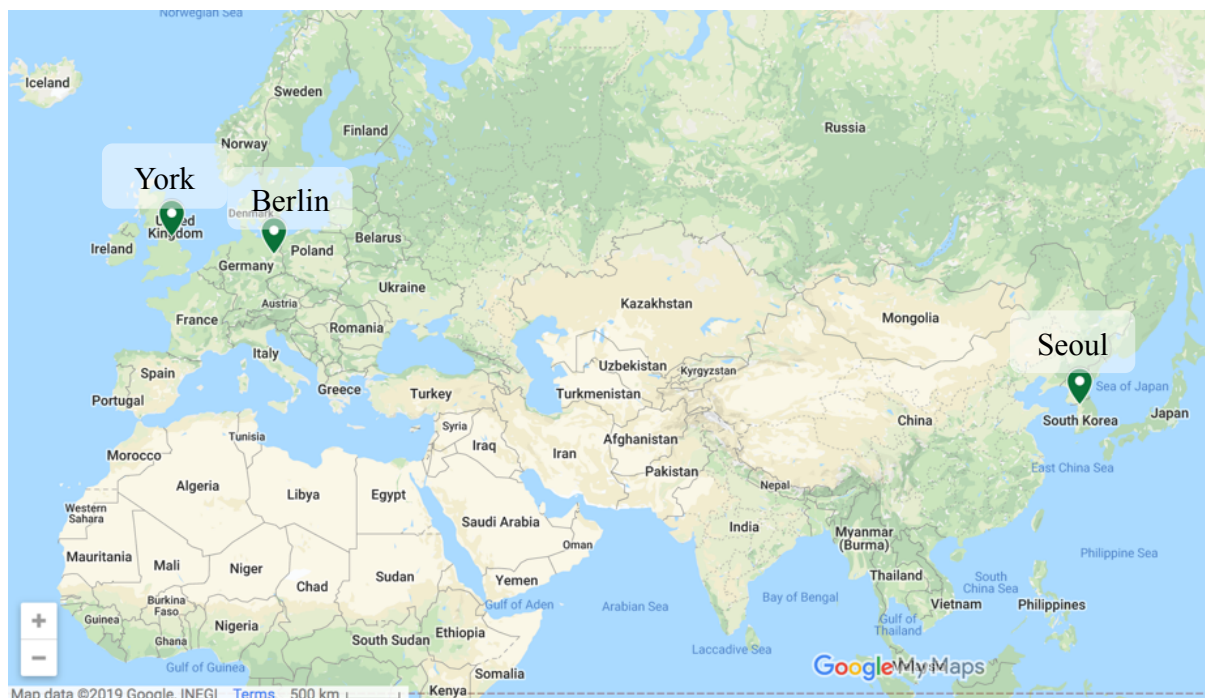 Norwegian Sea
Iceland
Sweden
Finland
Norway
Russia
York
Berlin
Denmark
United
Kingdom
Ireland
Belarus
Poland
Germany
Ukraine
Austria
Kazakhstan
France
Mongolia
Romania
Seoul
Italy
Uzbekistan
Kyrgyzstan
Spain
Sea of Japan
Greece
Turkey
Turkmenistan
Portugal
Japan
China
South Korea
Syria
Tunisia
Afghanistan
Iraq
Iran
Morocco
East China Sea
Pakistan
Algeria
Nepal
Libya
Egypt
Western
Sahara
Saudi Arabia
India
Myanmar
(Burma)
Oman
Mauritania
Philippine Sea
Mali
Niger
Chad
Sudan
Yemen
Thailand
South
China Sea
Burkina
Faso
Gulf of Aden
Arabian Sea
Bay of Bengal
Vietnam
Philippines
Guinea
Nigeria
Gulf of
Thailand
Ghana
South Sudan
Ethiopia
Laccadive Sea
Gulf of Guinea
Google My Maps
Somalia
Kenya
Map data ©2019 Google, INEGI Terms 500 km
+
−